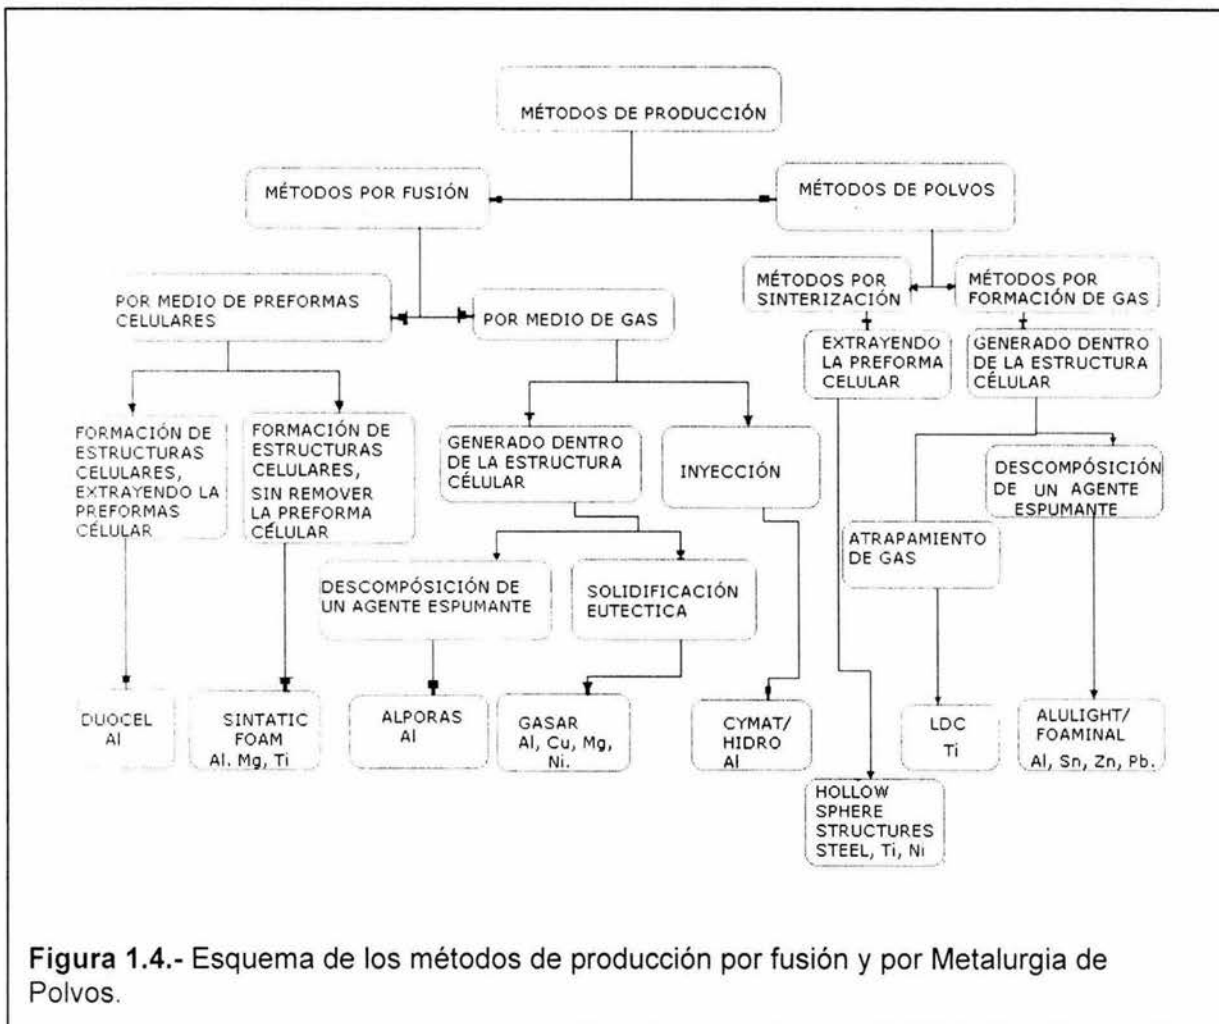 MÉTODOS DE PRODUCCIÓN
MÉTODOS POR FUSIÓN
MÉTODOS DE POLVOS
POR MEDIO DE PREFORMAS
CELULARES
POR MEDIO DE GAS
MÉTODOS POR
SINTERIZACIÓN
MÉTODOS POR
FORMACIÓN DE GAS
EXTRAYENDO
LA PREFORMA
CELULAR
GENERADO DENTRO
DE LA ESTRUCTURA
CÉLULAR
FORMACIÓN DE
ESTRUCTURAS
CELULARES,
EXTRAYENDO LA
PREFORMAS
CÉLULAR
FORMACIÓN DE
ESTRUCTURAS
CELULARES,
SIN REMOVER
LA PREFORMA
CÉLULAR
GENERADO DENTRO
DE LA ESTRUCTURA
CÉLULAR
INYECCIÓN
DESCOMPÓSICIÓN
DE UN AGENTE
ESPUMANTE
ATRAPAMIENTO
DE GAS
DESCOMPÓSICIÓN DE
UN AGENTE ESPUMANTE
SOLIDIFICACIÓN
EUTECTICA
DUOCEL
Al
SINTATIC
FOAM
Al. Mg, Ti
ALPORAS
Al
GASAR
Al, Cu, Mg,
Ni.
CYMAT/
HIDRO
Al
LDC
Ti
ALULIGHT/
FOAMINAL
Al, Sn, Zn, Pb.
HOLLOW
SPHERE
STRUCTURES
STEEL, Ti, Ni
Figura 1.4.- Esquema de los métodos de producción por fusión y por Metalurgia de
Polvos.